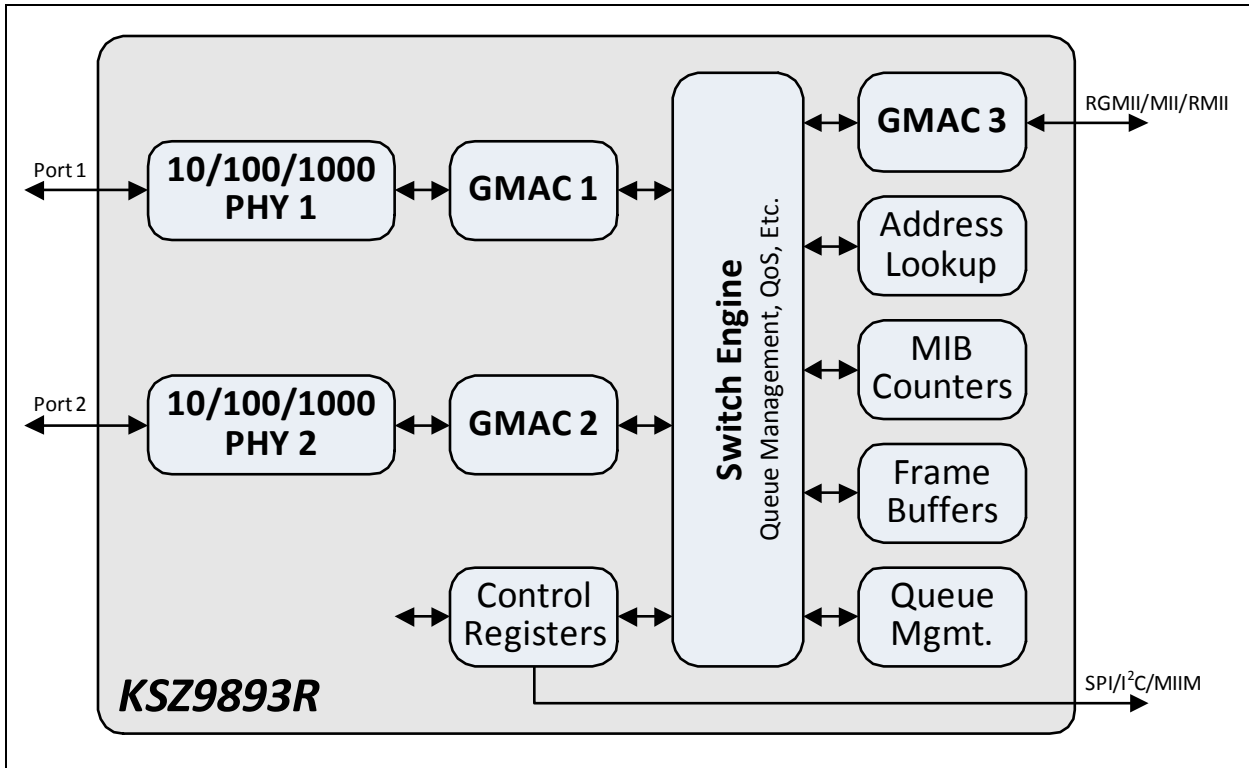 RGMII/MII/RMII
GMAC 3
Port 1
10/100/1000
PHY 1
GMAC 1
Address
Lookup
Switch Engine
Queue Management, QoS, Etc.
MIB
Counters
Port 2
10/100/1000
PHY 2
GMAC 2
Frame
Buffers
Control
Registers
Queue
Mgmt.
KSZ9893R
SPI/I²C/MIIM